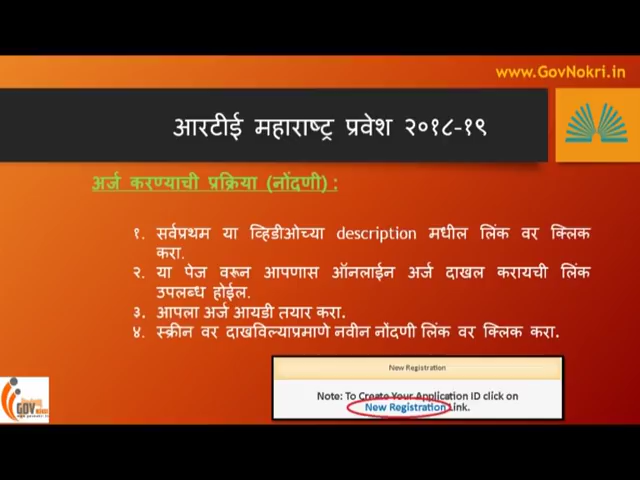 www.GovNokri.in
आरटीई महाराष्ट्र प्रवेश २०१८-१९
अर्ज करण्याची प्रक्रिया (नोंदणी) :
१. सर्वप्रथम या व्हिडीओच्या description मधील लिंक वर क्लिक
करा.
२. या पेज वरून आपणास ऑनलाईन अर्ज दाखल करायची लिंक
उपलब्ध होईल.
३. आपला अर्ज आयडी तयार करा.
४. स्क्रीन वर दाखविल्याप्रमाणे नवीन नोंदणी लिंक वर क्लिक करा.
New Registration
Note: To Create Your Application ID click on
New Registration Link.
GOV
NOKRI